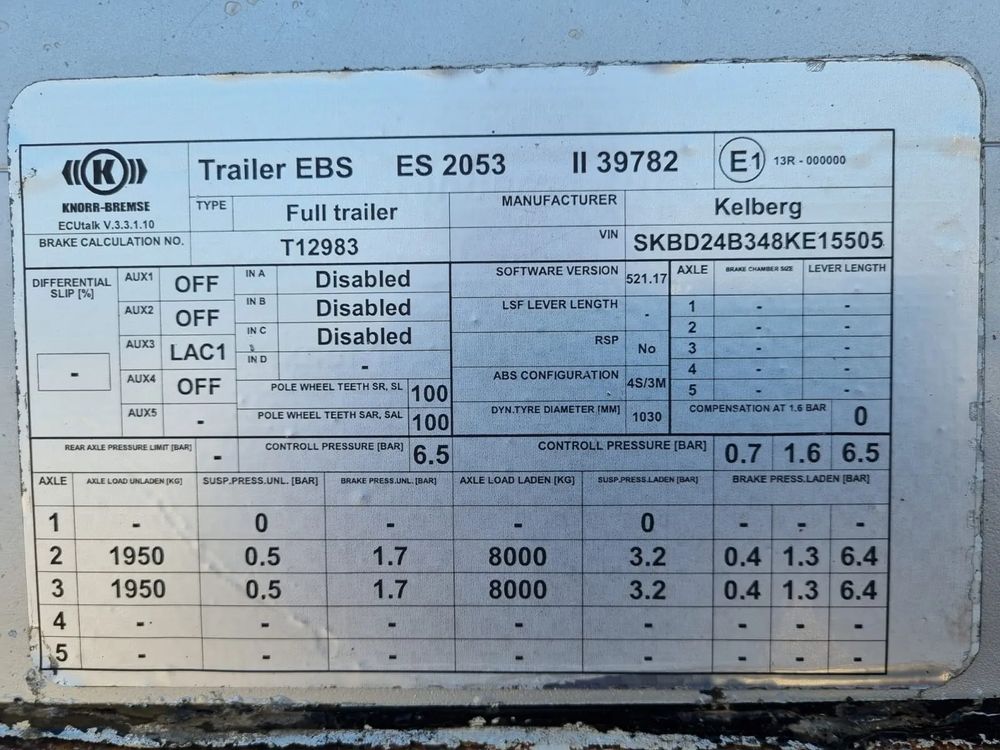 K
KNORR-BREMSE
ECUtalk V.3.3.1.10
Trailer EBS ES 2053 II 39782 E1 13R - 000000
TYPE Full trailer MANUFACTURER Kelberg
BRAKE CALCULATION NO. T12983 VIN SKBD24B348KE15505
DIFFERENTIAL SLIP [%] -
AUX1 OFF
AUX2 OFF
AUX3 LAC1
AUX4 OFF
AUX5 -
IN A Disabled
IN B Disabled
IN C Disabled
IN D -
POLE WHEEL TEETH SR, SL 100
POLE WHEEL TEETH SAR, SAL 100
SOFTWARE VERSION 521.17
LSF LEVER LENGTH -
RSP No
ABS CONFIGURATION 4S/3M
DYN.TYRE DIAMETER [MM] 1030
AXLE BRAKE CHAMBER SIZE LEVER LENGTH
1 - -
2 - -
3 - -
4 - -
5 - -
COMPENSATION AT 1.6 BAR 0
REAR AXLE PRESSURE LIMIT [BAR] - CONTROLL PRESSURE [BAR] 6.5 CONTROLL PRESSURE [BAR] 0.7 1.6 6.5
AXLE AXLE LOAD UNLADEN [KG] SUSP.PRESS.UNL. [BAR] BRAKE PRESS.UNL. [BAR] AXLE LOAD LADEN [KG] SUSP.PRESS.LADEN [BAR] BRAKE PRESS.LADEN [BAR]
1 - 0 - - 0 - - -
2 1950 0.5 1.7 8000 3.2 0.4 1.3 6.4
3 1950 0.5 1.7 8000 3.2 0.4 1.3 6.4
4 - - - - - - - -
5 - - - - - - - -